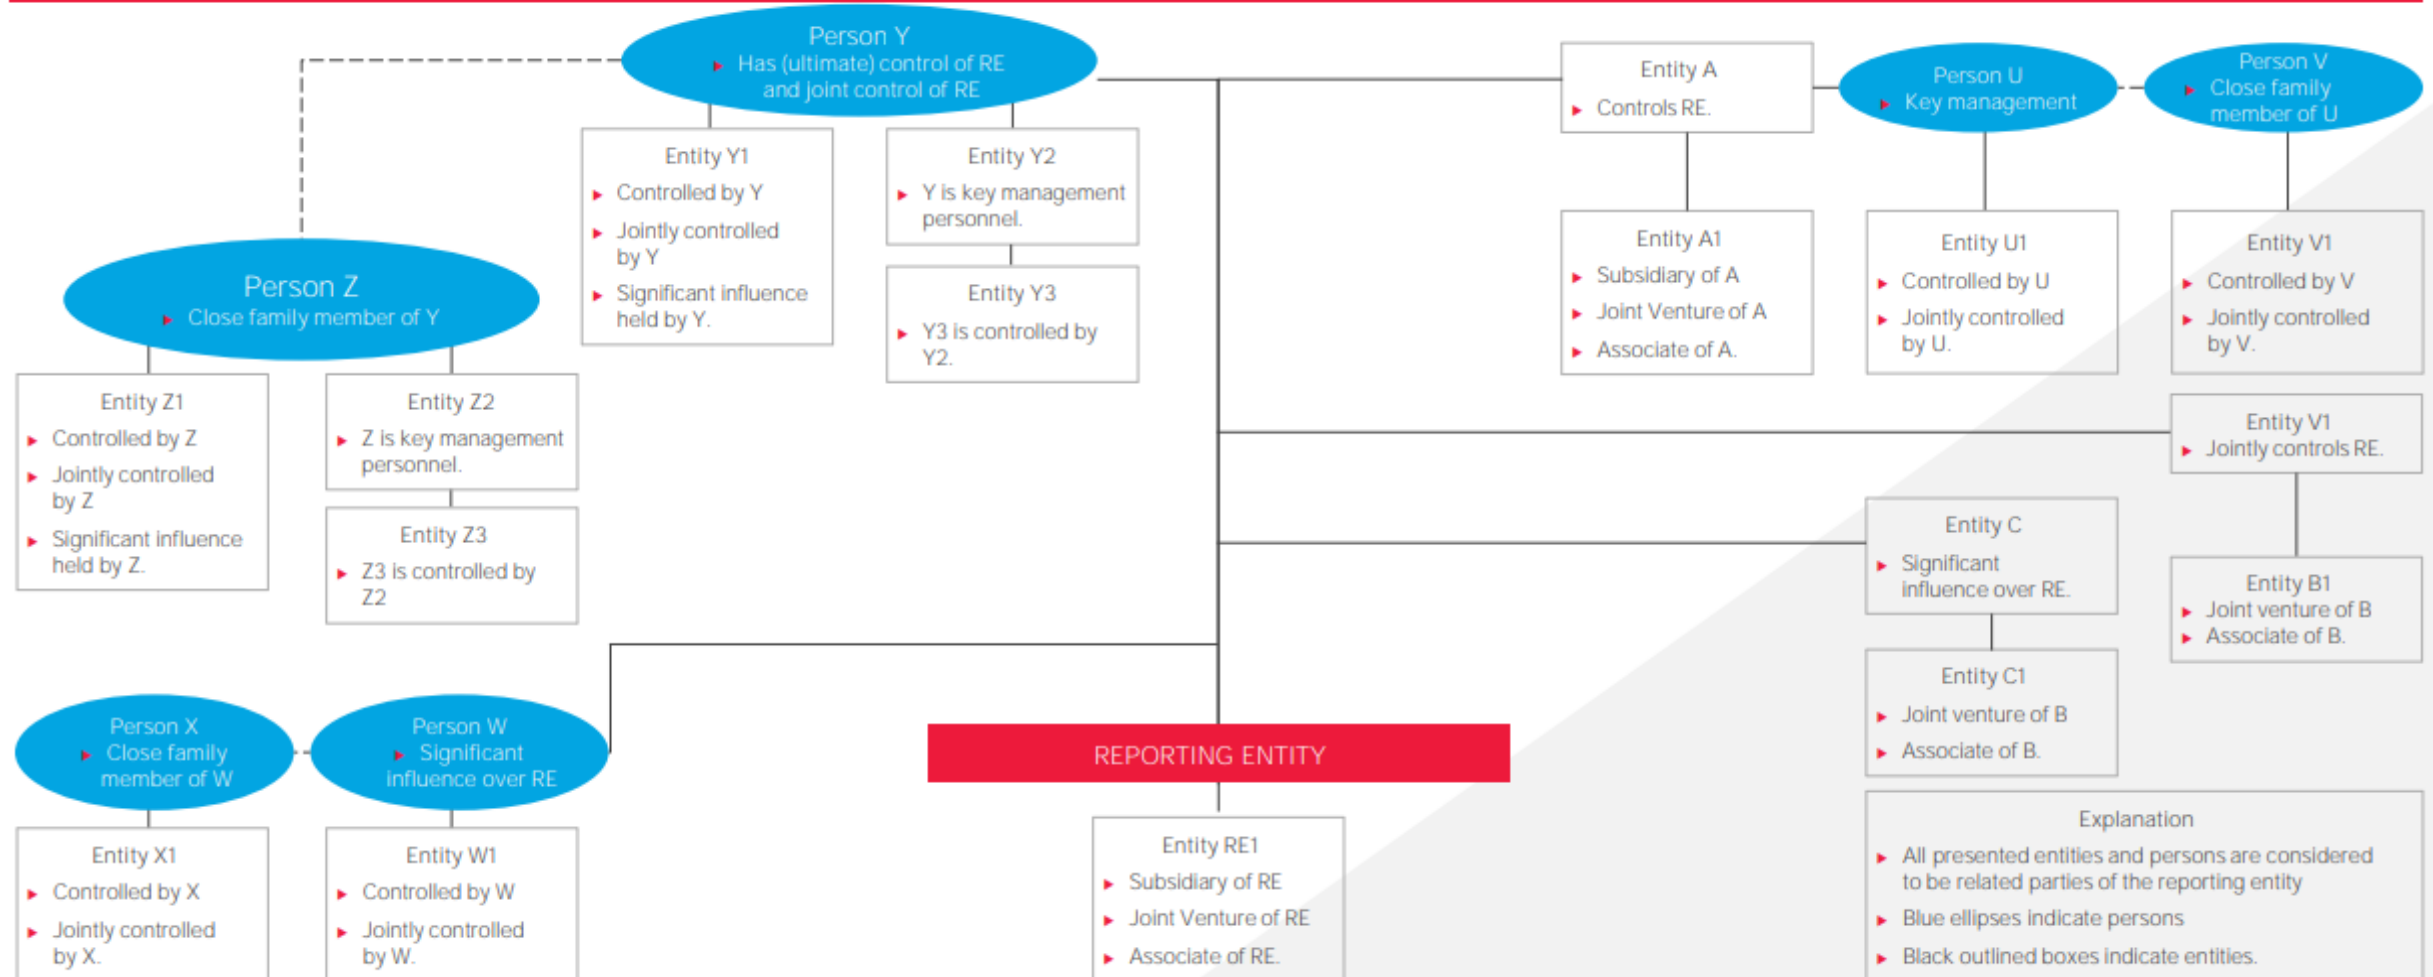 Person Y
Has (ultimate) control of RE
and joint control of RE
Entity Y1
Controlled by Y
Jointly controlled
by Y
Significant influence
held by Y.
Entity Y2
Y is key management
personnel.
Entity Y3
Y3 is controlled by
Y2.
Person Z
Close family member of Y
Entity Z1
Controlled by Z
Jointly controlled
by Z
Significant influence
held by Z.
Entity Z2
Z is key management
personnel.
Entity Z3
Z3 is controlled by
Z2
Entity A
Controls RE.
Person U
Key management
Person V
Close family
member of U
Entity A1
Subsidiary of A
Joint Venture of A
Associate of A.
Entity U1
Controlled by U
Jointly controlled
by U.
Entity V1
Controlled by V
Jointly controlled
by V.
Entity V1
Jointly controls RE.
Entity C
Significant
influence over RE.
Entity B1
Joint venture of B
Associate of B.
Entity C1
Joint venture of B
Associate of B.
Person X
Close family
member of W
Person W
Significant
influence over RE
Entity X1
Controlled by X
Jointly controlled
by X.
Entity W1
Controlled by W
Jointly controlled
by W.
REPORTING ENTITY
Entity RE1
Subsidiary of RE
Joint Venture of RE
Associate of RE.
Explanation
All presented entities and persons are considered
to be related parties of the reporting entity
Blue ellipses indicate persons
Black outlined boxes indicate entities.